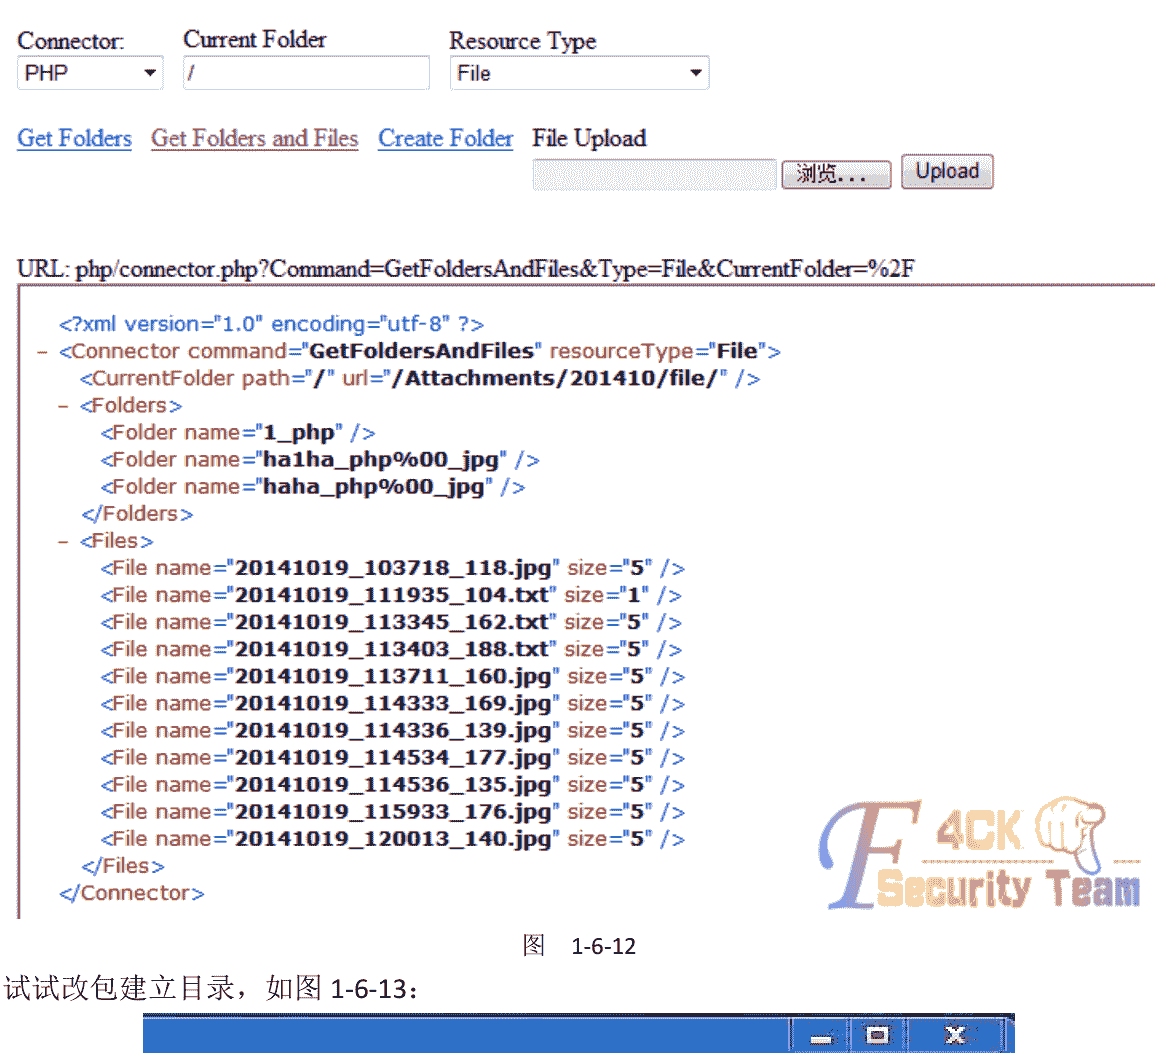 Connector: Current Folder Resource Type
PHP / File
Get Folders Get Folders and Files Create Folder File Upload
浏览... Upload
URL: php/connector.php?Command=GetFoldersAndFiles&Type=File&CurrentFolder=%2F
<?xml version="1.0" encoding="utf-8" ?>
– <Connector command="GetFoldersAndFiles" resourceType="File">
<CurrentFolder path="/" url="/Attachments/201410/file/" />
– <Folders>
<Folder name="1_php" />
<Folder name="ha1ha_php%00_jpg" />
<Folder name="haha_php%00_jpg" />
</Folders>
– <Files>
<File name="20141019_103718_118.jpg" size="5" />
<File name="20141019_111935_104.txt" size="1" />
<File name="20141019_113345_162.txt" size="5" />
<File name="20141019_113403_188.txt" size="5" />
<File name="20141019_113711_160.jpg" size="5" />
<File name="20141019_114333_169.jpg" size="5" />
<File name="20141019_114336_139.jpg" size="5" />
<File name="20141019_114534_177.jpg" size="5" />
<File name="20141019_114536_135.jpg" size="5" />
<File name="20141019_115933_176.jpg" size="5" />
<File name="20141019_120013_140.jpg" size="5" />
</Files>
</Connector>
F4CK
Security Team
图 1-6-12
试试改包建立目录，如图 1-6-13：